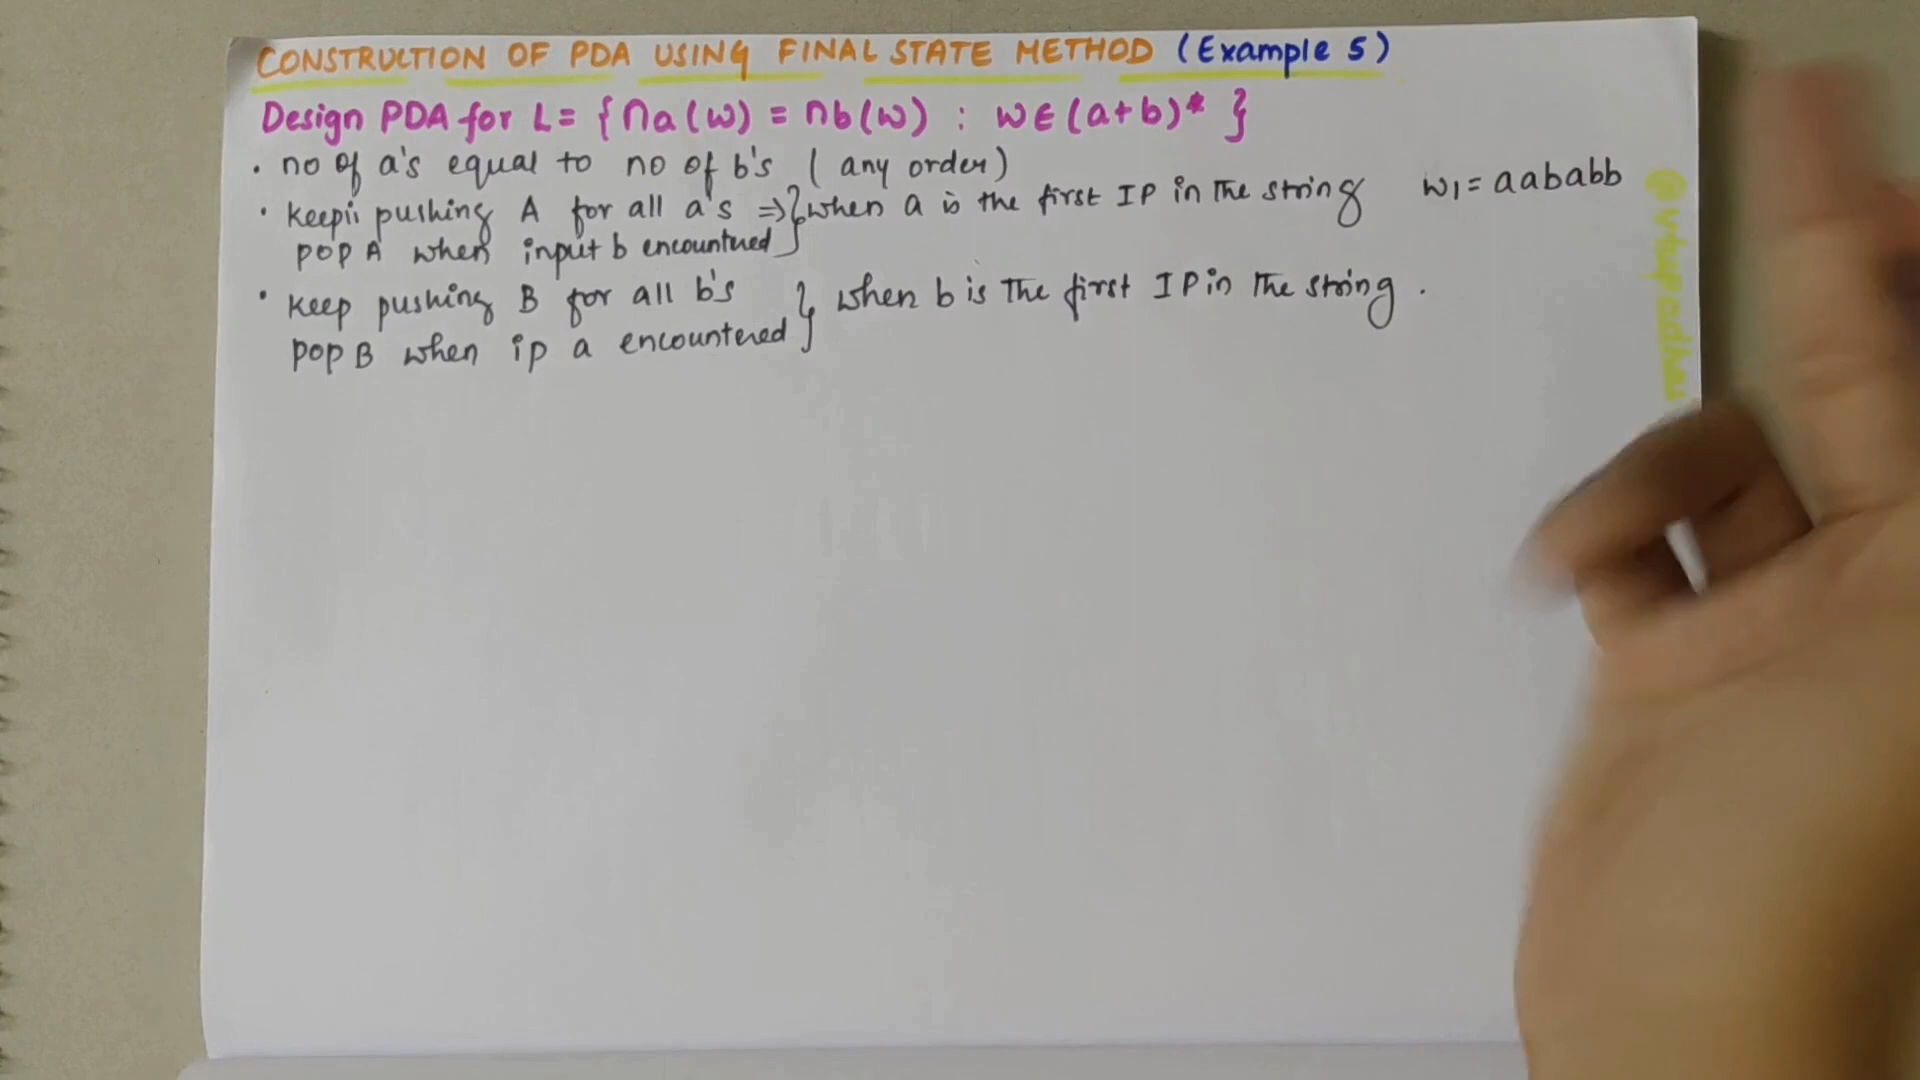 CONSTRUCTION OF PDA USING FINAL STATE METHOD (Example 5)
Design PDA for L = { na(w) = nb(w) : w ∈ (a+b)* }
• no of a's equal to no of b's ( any order)
• keepii pushing A for all a's ⇒ } when a is the first IP in the string w1 = aababb
pop A when input b encountued }
• keep pushing B for all b's } when b is the first IP in the string .
pop B when ip a encountered }